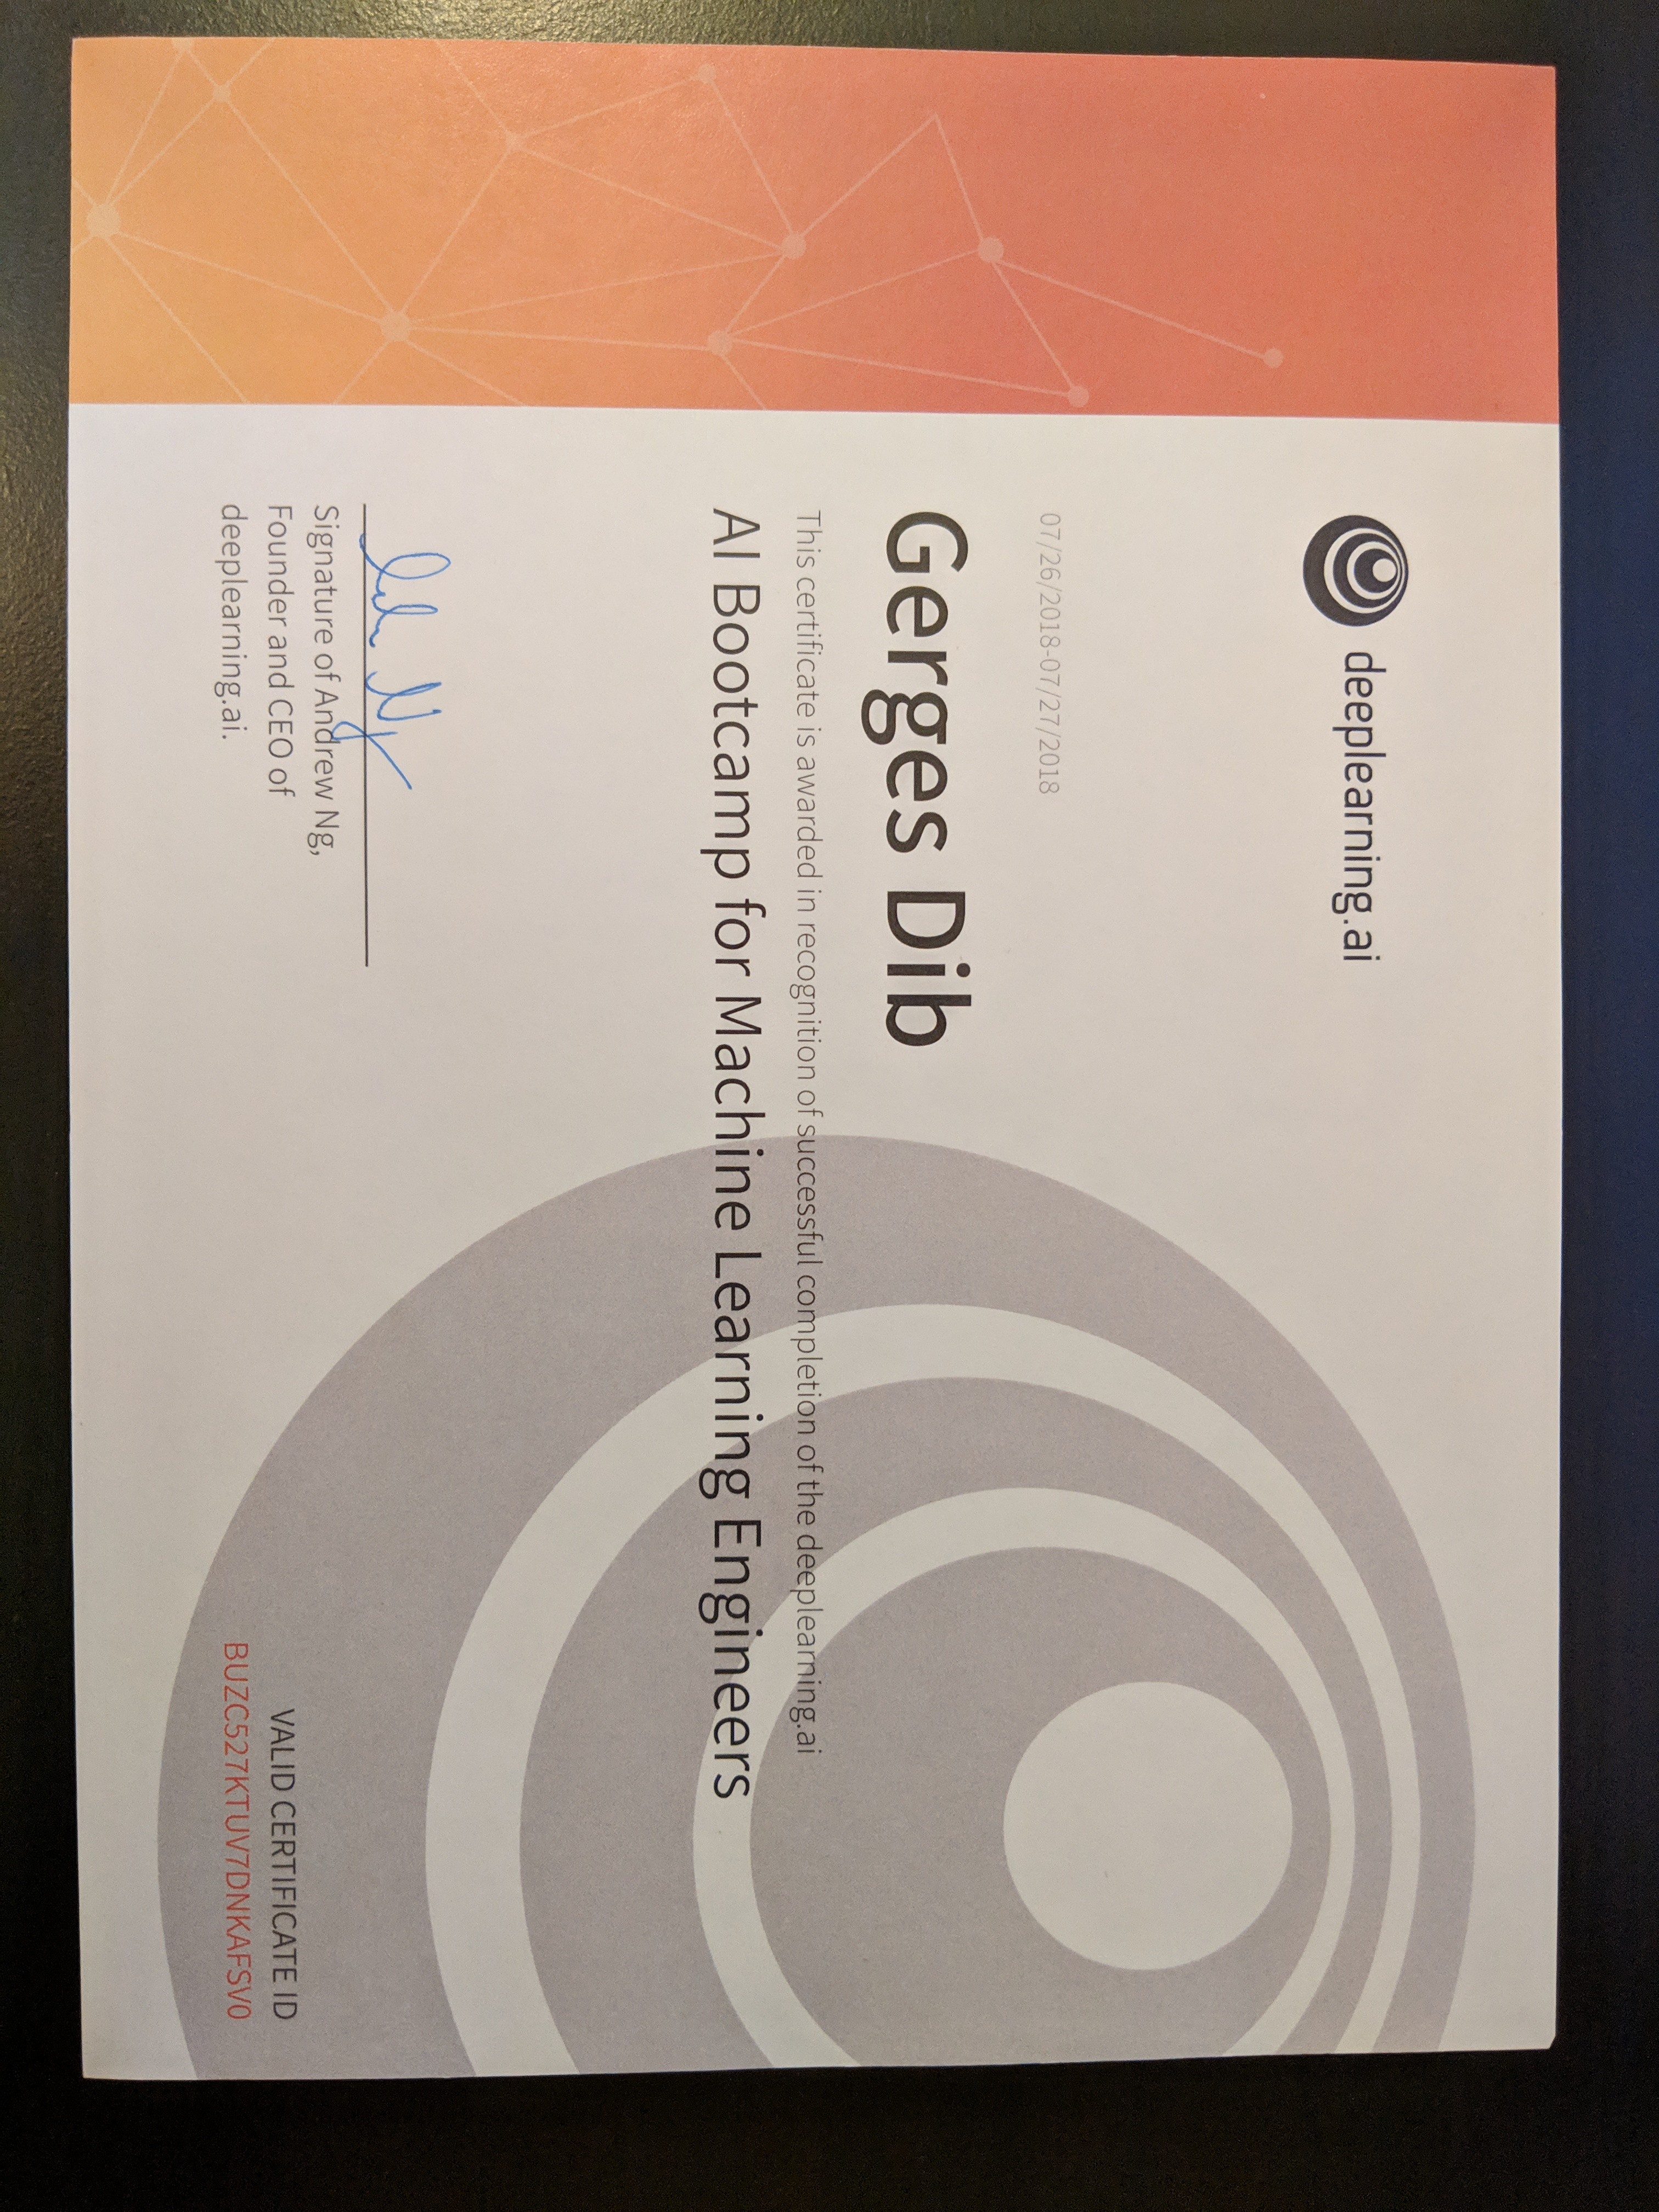 deeplearning.ai
07/26/2018-07/27/2018
Gerges Dib
This certificate is awarded in recognition of successful completion of the deeplearning.ai
AI Bootcamp for Machine Learning Engineers
Signature of Andrew Ng,
Founder and CEO of
deeplearning.ai.
VALID CERTIFICATE ID
BUZC527KTUV7DNKAFSV0